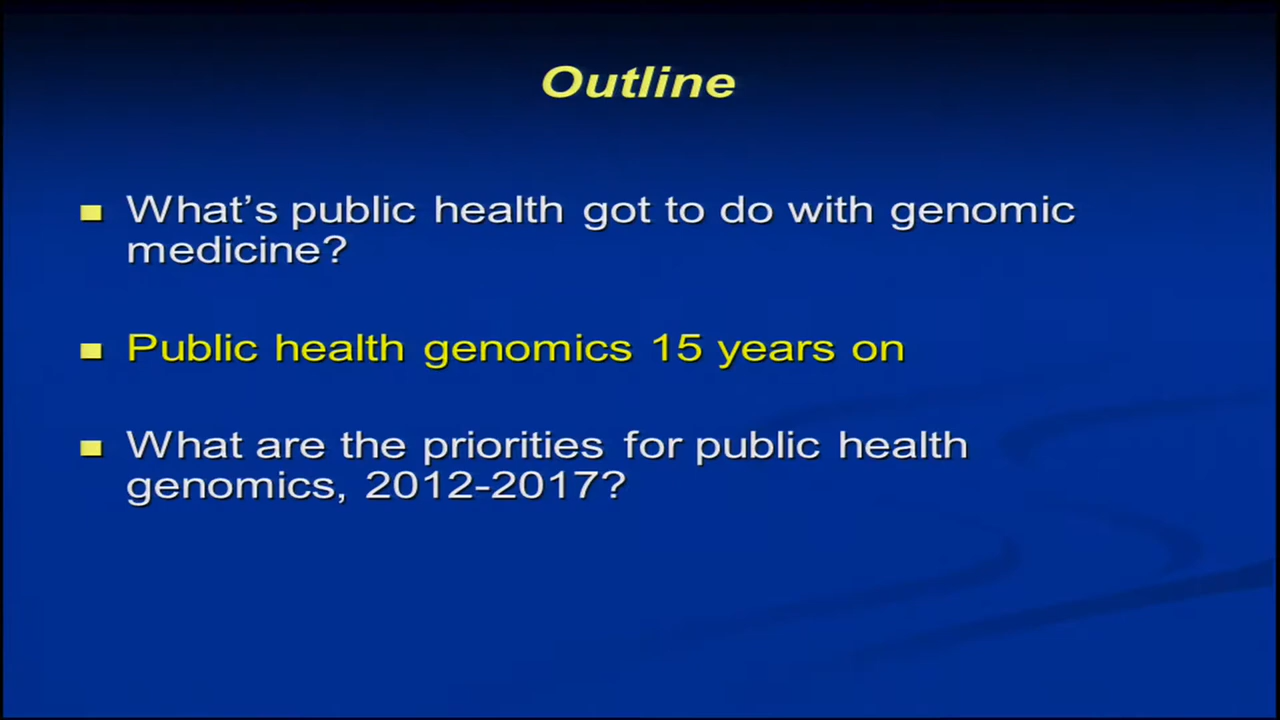 Outline
What's public health got to do with genomic
medicine?
Public health genomics 15 years on
What are the priorities for public health
genomics, 2012-2017?